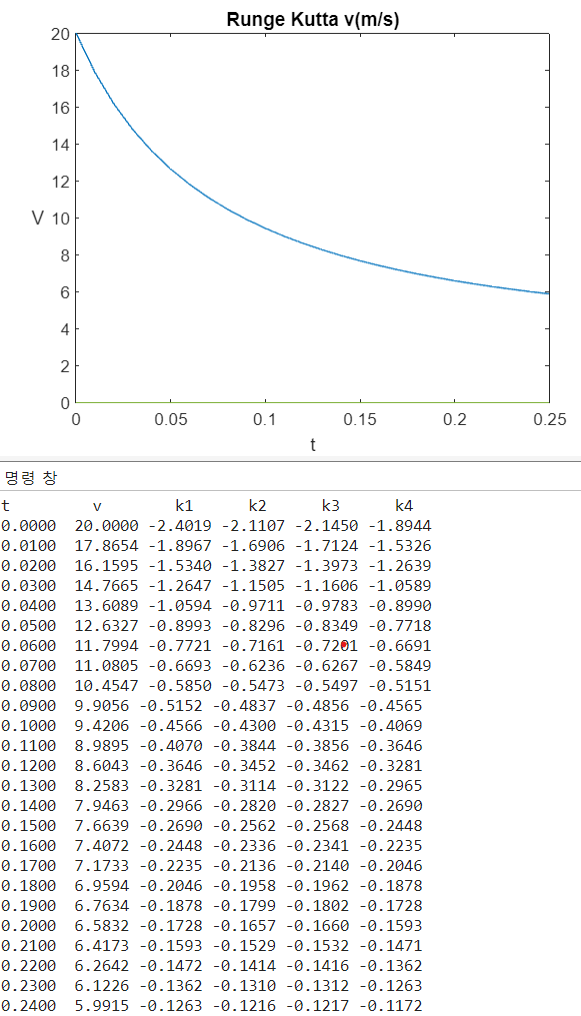 Runge Kutta v(m/s)
20
18
16
14
12
V 10
8
6
4
2
0
0 0.05 0.1 0.15 0.2 0.25
t
명령 창
t v k1 k2 k3 k4
0.0000 20.0000 -2.4019 -2.1107 -2.1450 -1.8944
0.0100 17.8654 -1.8967 -1.6906 -1.7124 -1.5326
0.0200 16.1595 -1.5340 -1.3827 -1.3973 -1.2639
0.0300 14.7665 -1.2647 -1.1505 -1.1606 -1.0589
0.0400 13.6089 -1.0594 -0.9711 -0.9783 -0.8990
0.0500 12.6327 -0.8993 -0.8296 -0.8349 -0.7718
0.0600 11.7994 -0.7721 -0.7161 -0.7201 -0.6691
0.0700 11.0805 -0.6693 -0.6236 -0.6267 -0.5849
0.0800 10.4547 -0.5850 -0.5473 -0.5497 -0.5151
0.0900 9.9056 -0.5152 -0.4837 -0.4856 -0.4565
0.1000 9.4206 -0.4566 -0.4300 -0.4315 -0.4069
0.1100 8.9895 -0.4070 -0.3844 -0.3856 -0.3646
0.1200 8.6043 -0.3646 -0.3452 -0.3462 -0.3281
0.1300 8.2583 -0.3281 -0.3114 -0.3122 -0.2965
0.1400 7.9463 -0.2966 -0.2820 -0.2827 -0.2690
0.1500 7.6639 -0.2690 -0.2562 -0.2568 -0.2448
0.1600 7.4072 -0.2448 -0.2336 -0.2341 -0.2235
0.1700 7.1733 -0.2235 -0.2136 -0.2140 -0.2046
0.1800 6.9594 -0.2046 -0.1958 -0.1962 -0.1878
0.1900 6.7634 -0.1878 -0.1799 -0.1802 -0.1728
0.2000 6.5832 -0.1728 -0.1657 -0.1660 -0.1593
0.2100 6.4173 -0.1593 -0.1529 -0.1532 -0.1471
0.2200 6.2642 -0.1472 -0.1414 -0.1416 -0.1362
0.2300 6.1226 -0.1362 -0.1310 -0.1312 -0.1263
0.2400 5.9915 -0.1263 -0.1216 -0.1217 -0.1172